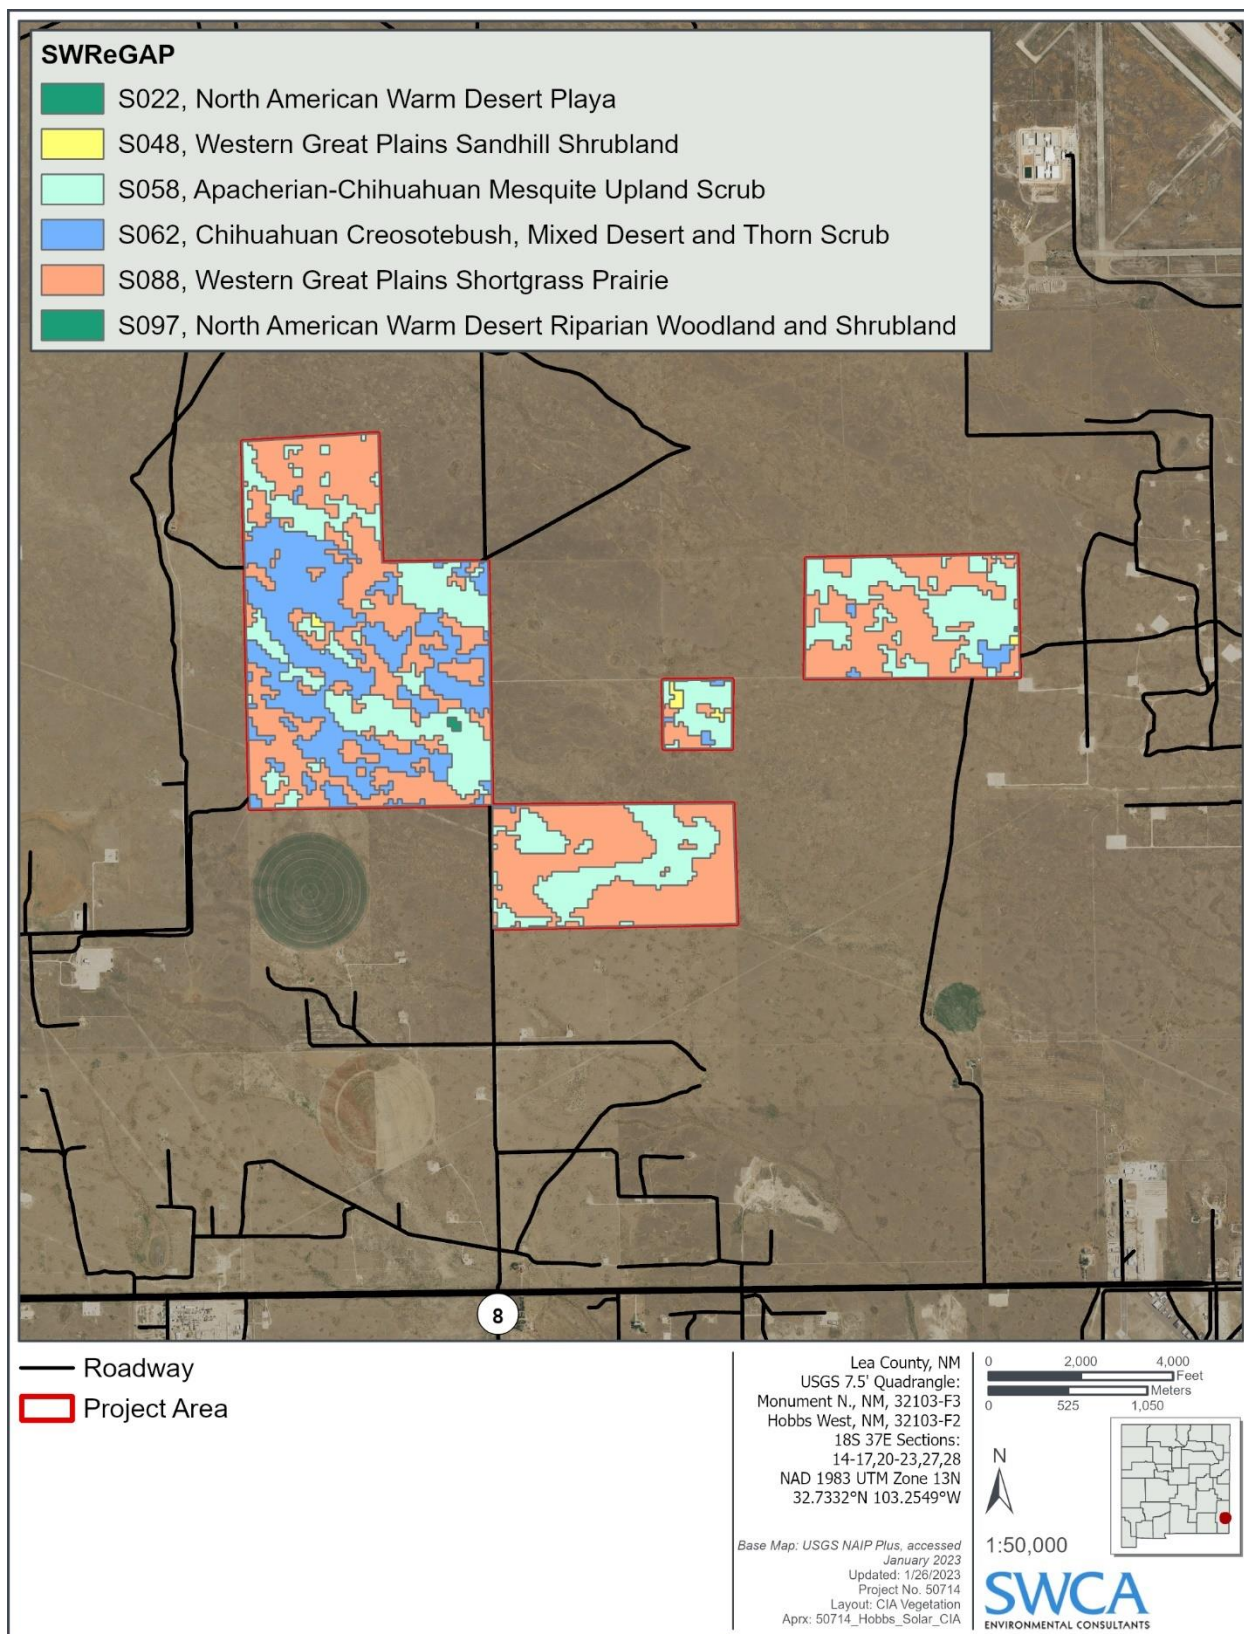 SWReGAP
S022, North American Warm Desert Playa
S048, Western Great Plains Sandhill Shrubland
S058, Apacherian-Chihuahuan Mesquite Upland Scrub
S062, Chihuahuan Creosotebush, Mixed Desert and Thorn Scrub
S088, Western Great Plains Shortgrass Prairie
S097, North American Warm Desert Riparian Woodland and Shrubland
8
Roadway
Project Area
Lea County, NM
USGS 7.5' Quadrangle:
Monument N., NM, 32103-F3
Hobbs West, NM, 32103-F2
18S 37E Sections:
14-17,20-23,27,28
NAD 1983 UTM Zone 13N
32.7332°N 103.2549°W
Base Map: USGS NAIP Plus, accessed
January 2023
Updated: 1/26/2023
Project No. 50714
Layout: CIA Vegetation
Aprx: 50714_Hobbs_Solar_CIA
0 2,000 4,000
Feet
Meters
0 525 1,050
N
1:50,000
SWCA
ENVIRONMENTAL CONSULTANTS